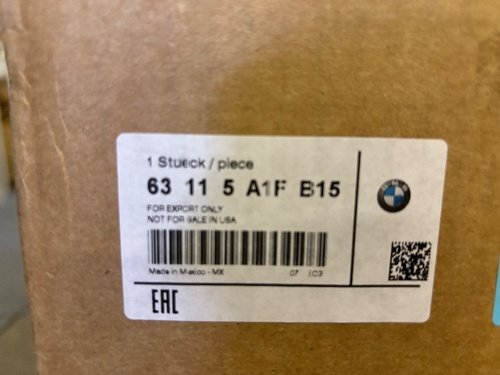 1 Stueck / piece
63 11 5 A1F B15
FOR EXPORT ONLY
NOT FOR SALE IN USA
Made in Mexico - MX 07
EAC
BMW